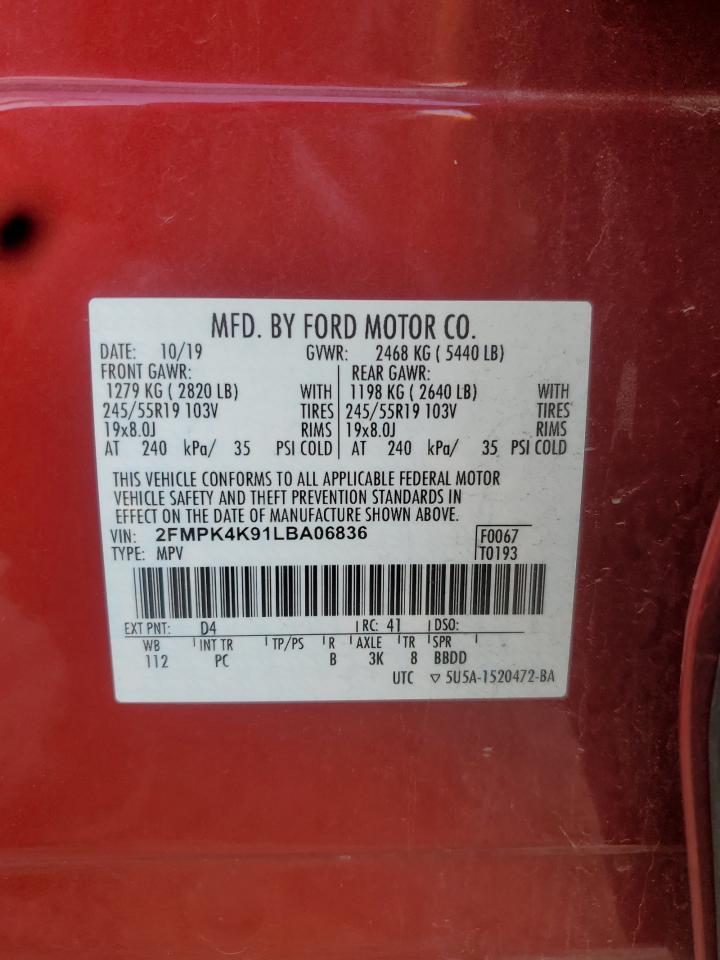 MFD. BY FORD MOTOR CO.
DATE: 10/19 GVWR: 2468 KG ( 5440 LB)
FRONT GAWR: REAR GAWR:
1279 KG ( 2820 LB) WITH 1198 KG ( 2640 LB) WITH
245/55R19 103V TIRES 245/55R19 103V TIRES
19x8.0J RIMS 19x8.0J RIMS
AT 240 kPa/ 35 PSI COLD AT 240 kPa/ 35 PSI COLD
THIS VEHICLE CONFORMS TO ALL APPLICABLE FEDERAL MOTOR
VEHICLE SAFETY AND THEFT PREVENTION STANDARDS IN
EFFECT ON THE DATE OF MANUFACTURE SHOWN ABOVE.
VIN: 2FMPK4K91LBA06836 F0067
TYPE: MPV T0193
EXT PNT: D4 RC: 41 DSO:
WB INT TR TP/PS R AXLE TR SPR
112 PC B 3K 8 BBDD
UTC ▽ 5U5A-1520472-BA